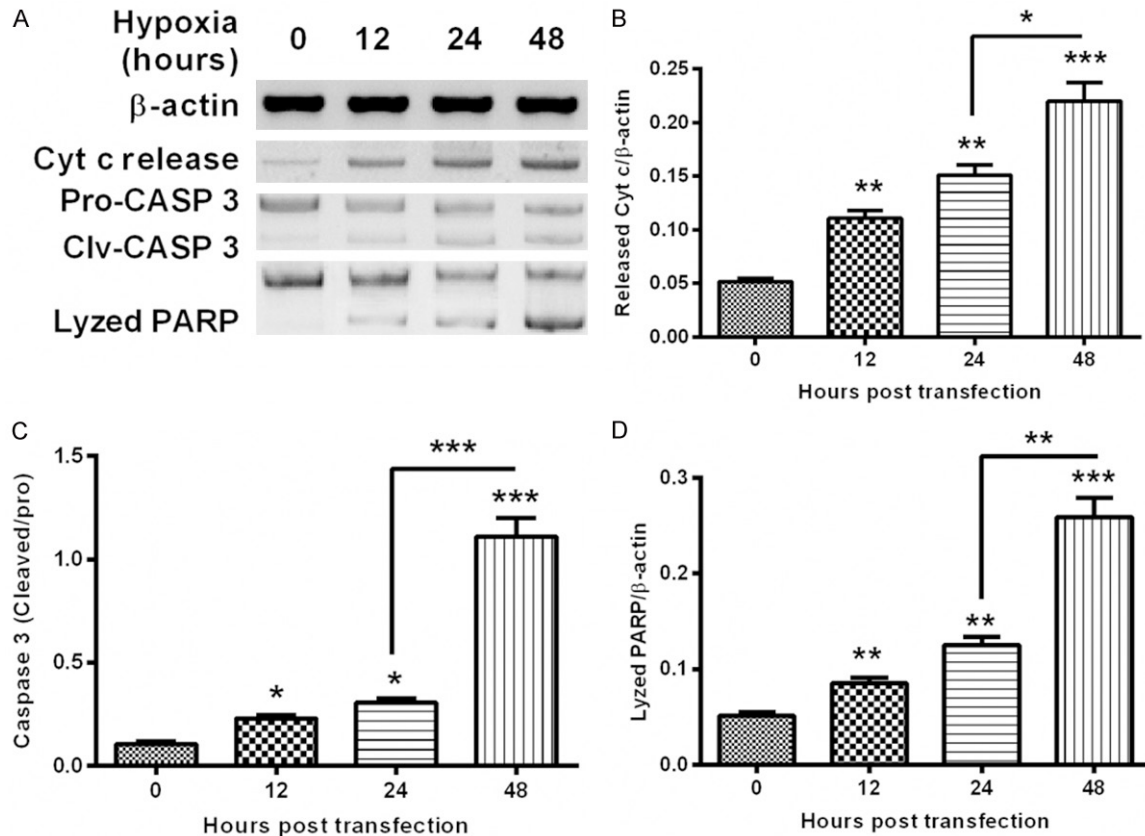 A
Hypoxia (hours)
0 12 24 48
β-actin
Cyt c release
Pro-CASP 3
Clv-CASP 3
Lyzed PARP
B
Released Cyt c/β-actin
0.25
0.20
0.15
0.10
0.05
0.00
**
**
*
***
0 12 24 48
Hours post transfection
C
Caspase 3 (Cleaved/pro)
1.5
1.0
0.5
0.0
*
*
***
***
0 12 24 48
Hours post transfection
D
Lyzed PARP/β-actin
0.3
0.2
0.1
0.0
**
**
**
***
0 12 24 48
Hours post transfection